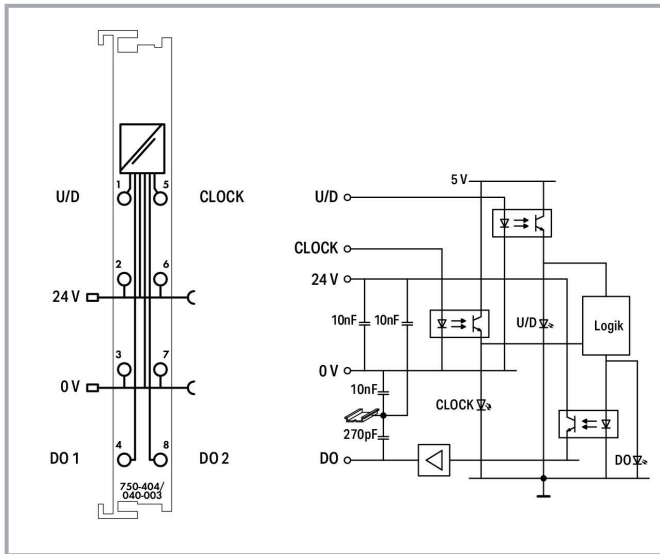 U/D
1
5
CLOCK
2
6
24 V
3
7
0 V
4
8
DO 1
DO 2
750-404/
040-003
5 V
U/D
CLOCK
24 V
10nF
10nF
U/D
Logik
0 V
10nF
CLOCK
270pF
DO
DO